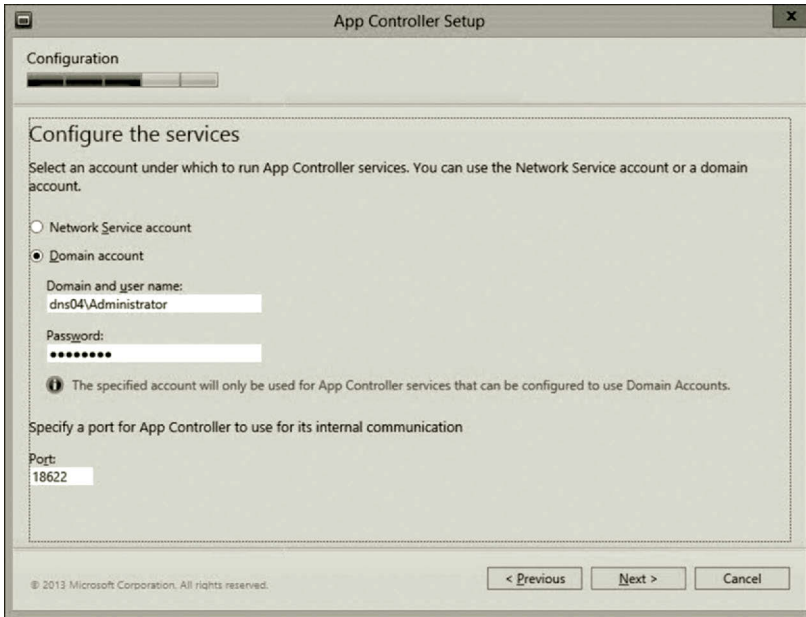 App Controller Setup
x
Configuration
Configure the services
Select an account under which to run App Controller services. You can use the Network Service account or a domain
account.
Network Service account
Domain account
Domain and user name:
dns04\Administrator
Password:
●●●●●●●●
The specified account will only be used for App Controller services that can be configured to use Domain Accounts.
Specify a port for App Controller to use for its internal communication
Port:
18622
© 2013 Microsoft Corporation. All rights reserved.
< Previous
Next >
Cancel